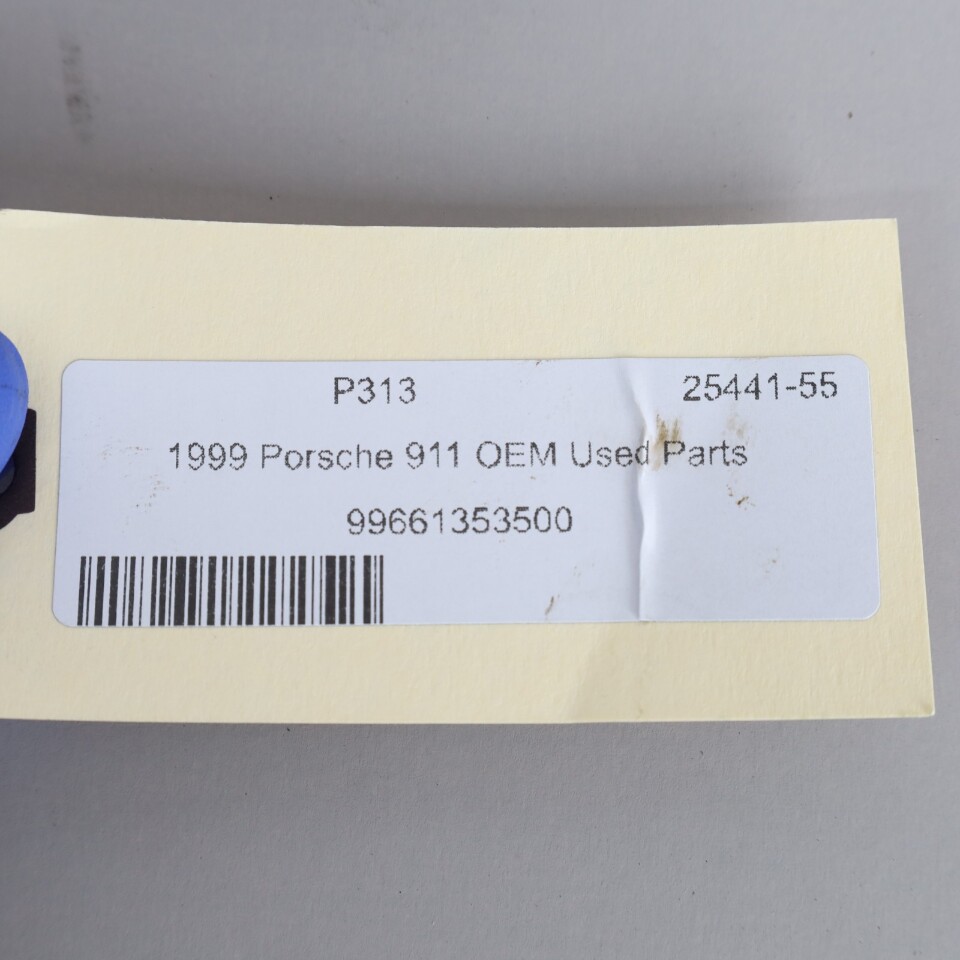 P313 25441-55
1999 Porsche 911 OEM Used Parts
99661353500